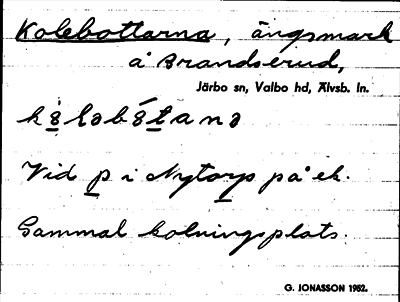 Kolebottarna, ängsmark
å Brandserud,
Järbo sn, Valbo hd, Älvsb. ln.
Vid p i Nytorps på ek.
Gammal kolningsplats.
G. JONASSON 1952.